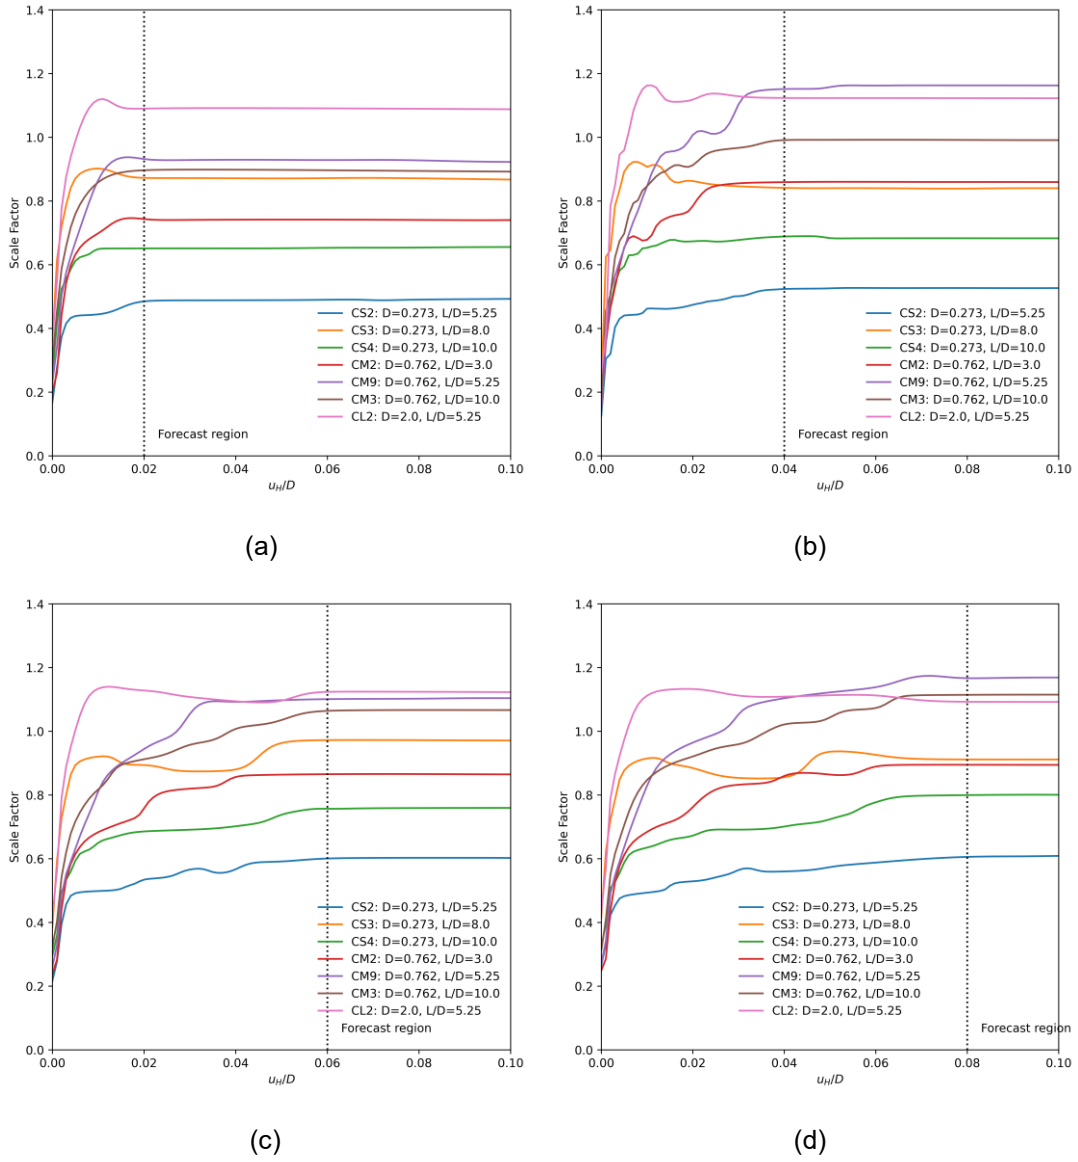 1.4
1.2
1.0
0.8
0.6
0.4
0.2
0.0
Scale Factor
CS2: D=0.273, L/D=5.25
CS3: D=0.273, L/D=8.0
CS4: D=0.273, L/D=10.0
CM2: D=0.762, L/D=3.0
CM9: D=0.762, L/D=5.25
CM3: D=0.762, L/D=10.0
CL2: D=2.0, L/D=5.25
Forecast region
0.00 0.02 0.04 0.06 0.08 0.10
u_H/D
(a)
1.4
1.2
1.0
0.8
0.6
0.4
0.2
0.0
Scale Factor
CS2: D=0.273, L/D=5.25
CS3: D=0.273, L/D=8.0
CS4: D=0.273, L/D=10.0
CM2: D=0.762, L/D=3.0
CM9: D=0.762, L/D=5.25
CM3: D=0.762, L/D=10.0
CL2: D=2.0, L/D=5.25
Forecast region
0.00 0.02 0.04 0.06 0.08 0.10
u_H/D
(b)
1.4
1.2
1.0
0.8
0.6
0.4
0.2
0.0
Scale Factor
CS2: D=0.273, L/D=5.25
CS3: D=0.273, L/D=8.0
CS4: D=0.273, L/D=10.0
CM2: D=0.762, L/D=3.0
CM9: D=0.762, L/D=5.25
CM3: D=0.762, L/D=10.0
CL2: D=2.0, L/D=5.25
Forecast region
0.00 0.02 0.04 0.06 0.08 0.10
u_H/D
(c)
1.4
1.2
1.0
0.8
0.6
0.4
0.2
0.0
Scale Factor
CS2: D=0.273, L/D=5.25
CS3: D=0.273, L/D=8.0
CS4: D=0.273, L/D=10.0
CM2: D=0.762, L/D=3.0
CM9: D=0.762, L/D=5.25
CM3: D=0.762, L/D=10.0
CL2: D=2.0, L/D=5.25
Forecast region
0.00 0.02 0.04 0.06 0.08 0.10
u_H/D
(d)